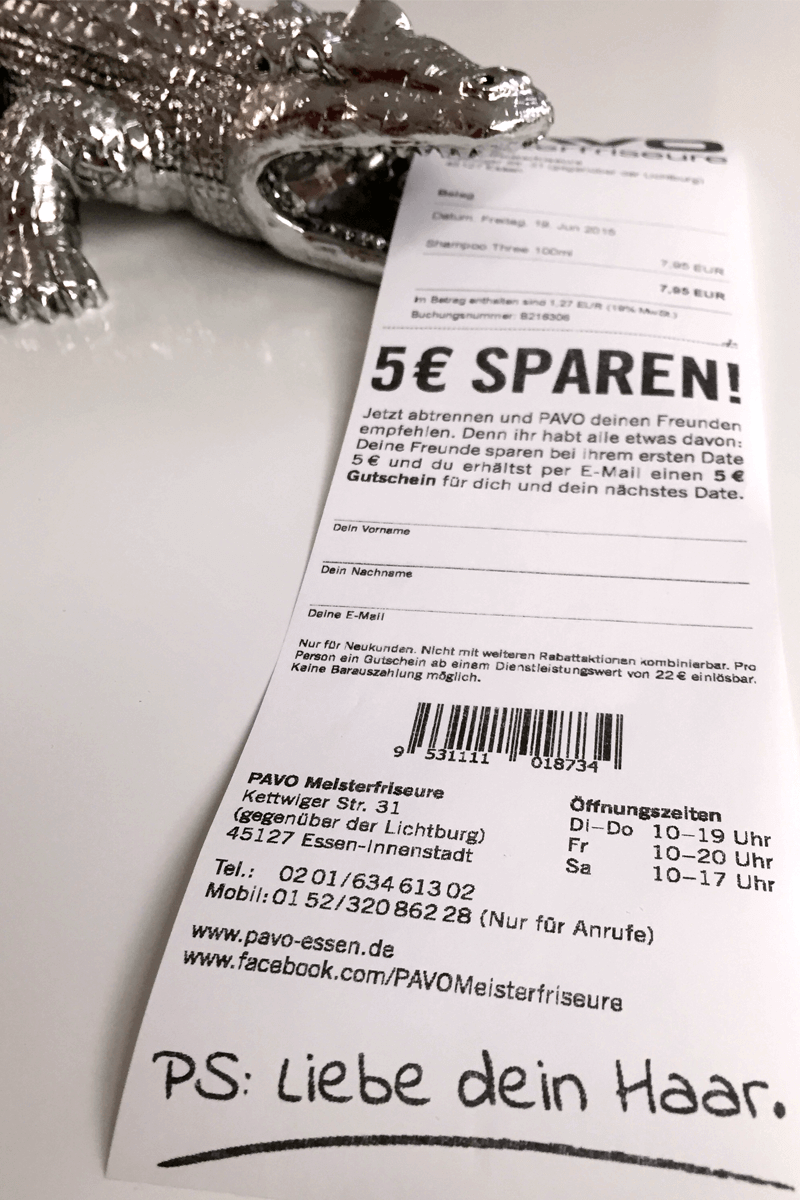 Beleg
Datum: Freitag, 19. Jun 2015
Shampoo Three 100ml
7,95 EUR
7,95 EUR
Im Betrag enthalten sind 1,27 EUR (19% MwSt.)
Buchungsnummer: B216306
5€ SPAREN!
Jetzt abtrennen und PAVO deinen Freunden
empfehlen. Denn ihr habt alle etwas davon:
Deine Freunde sparen bei ihrem ersten Date
5 € und du erhältst per E-Mail einen 5 €
Gutschein für dich und dein nächstes Date.
Dein Vorname
Dein Nachname
Deine E-Mail
Nur für Neukunden. Nicht mit weiteren Rabattaktionen kombinierbar. Pro
Person ein Gutschein ab einem Dienstleistungswert von 22 € einlösbar.
Keine Barauszahlung möglich.
9 531111 018734
PAVO Meisterfriseure
Kettwiger Str. 31
(gegenüber der Lichtburg)
45127 Essen-Innenstadt
Tel.: 02 01/634 613 02
Mobil: 01 52/320 862 28 (Nur für Anrufe)
www.pavo-essen.de
www.facebook.com/PAVOMeisterfriseure
Öffnungszeiten
Di–Do 10–19 Uhr
Fr 10–20 Uhr
Sa 10–17 Uhr
PS: Liebe dein Haar.